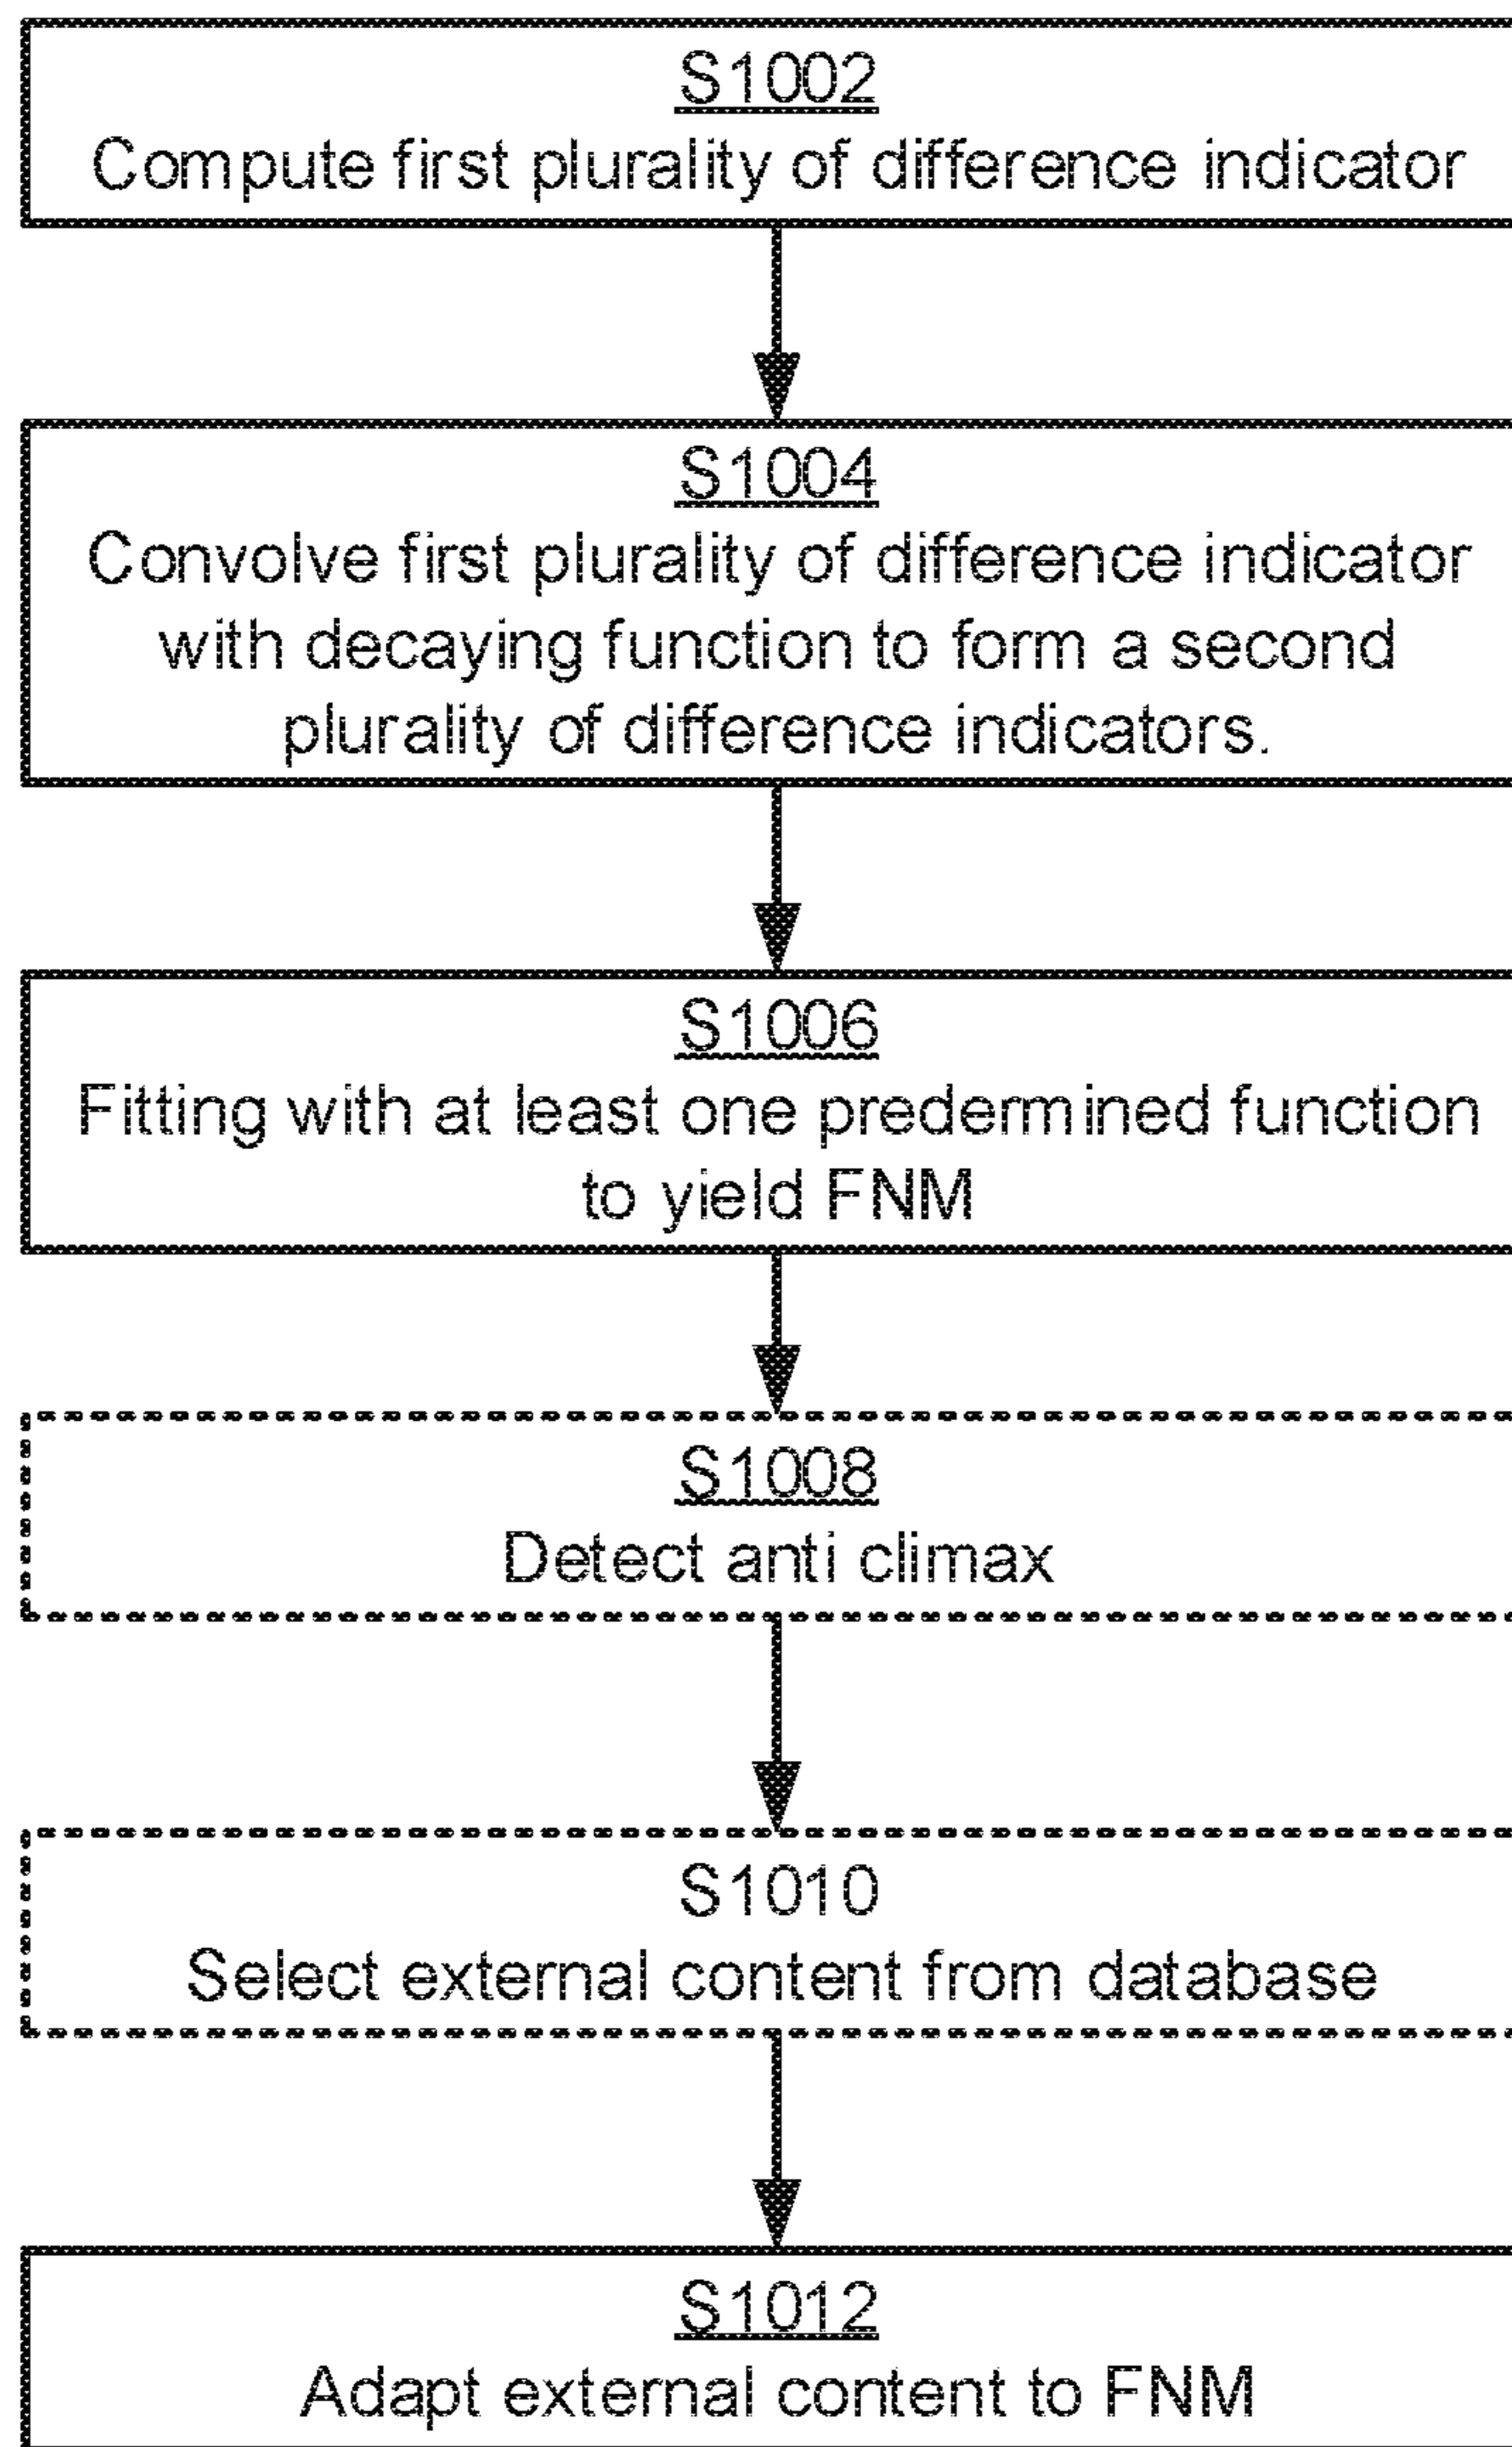 S1002
Compute first plurality of difference indicator
S1004
Convolve first plurality of difference indicator
with decaying function to form a second
plurality of difference indicators.
S1006
Fitting with at least one predermined function
to yield FNM
S1008
Detect anti climax
S1010
Select external content from database
S1012
Adapt external content to FNM